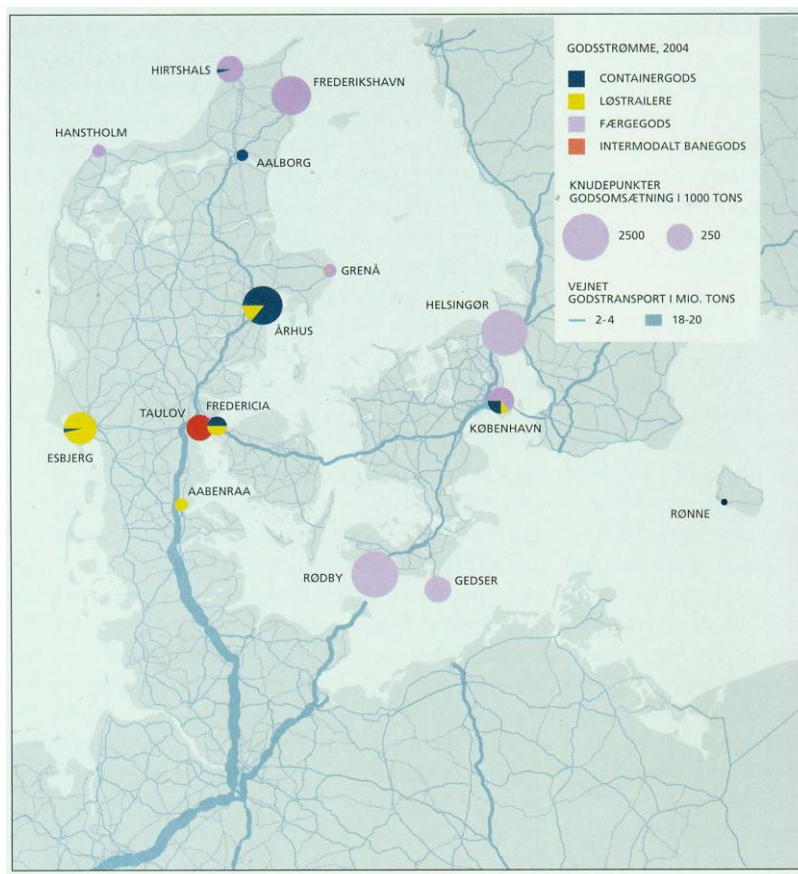 GODSSTRØMME, 2004
CONTAINERGODS
LØSTRAILERE
FÆRGEGODS
INTERMODALT BANEGODS
KNUDEPUNKTER
GODSOMSÆTNING I 1000 TONS
2500
250
VEJNET
GODSTRANSPORT I MIO. TONS
2-4
18-20
HIRTSHALS
FREDERIKSHAVN
HANSTHOLM
AALBORG
GRENÅ
HELSINGØR
ÅRHUS
TAULOV
FREDERICIA
KØBENHAVN
ESBJERG
AABENRAA
RØNNE
RØDBY
GEDSER